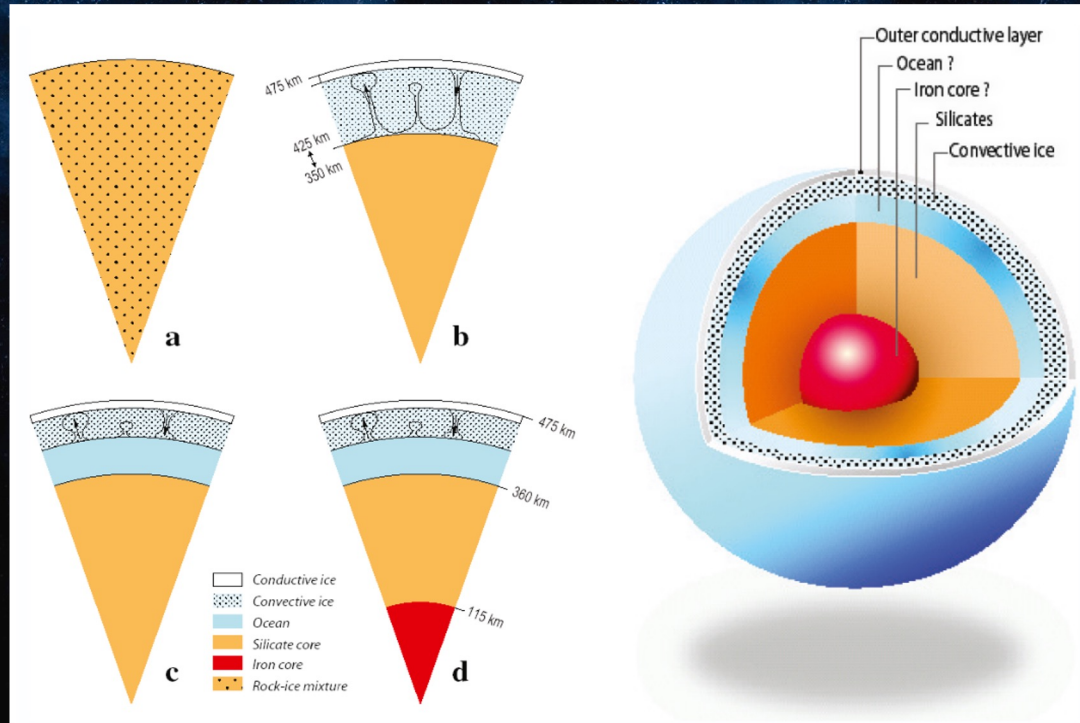 a
475 km
425 km
350 km
b
c
Conductive ice
Convective ice
Ocean
Silicate core
Iron core
Rock-ice mixture
475 km
360 km
115 km
d
Outer conductive layer
Ocean ?
Iron core ?
Silicates
Convective ice